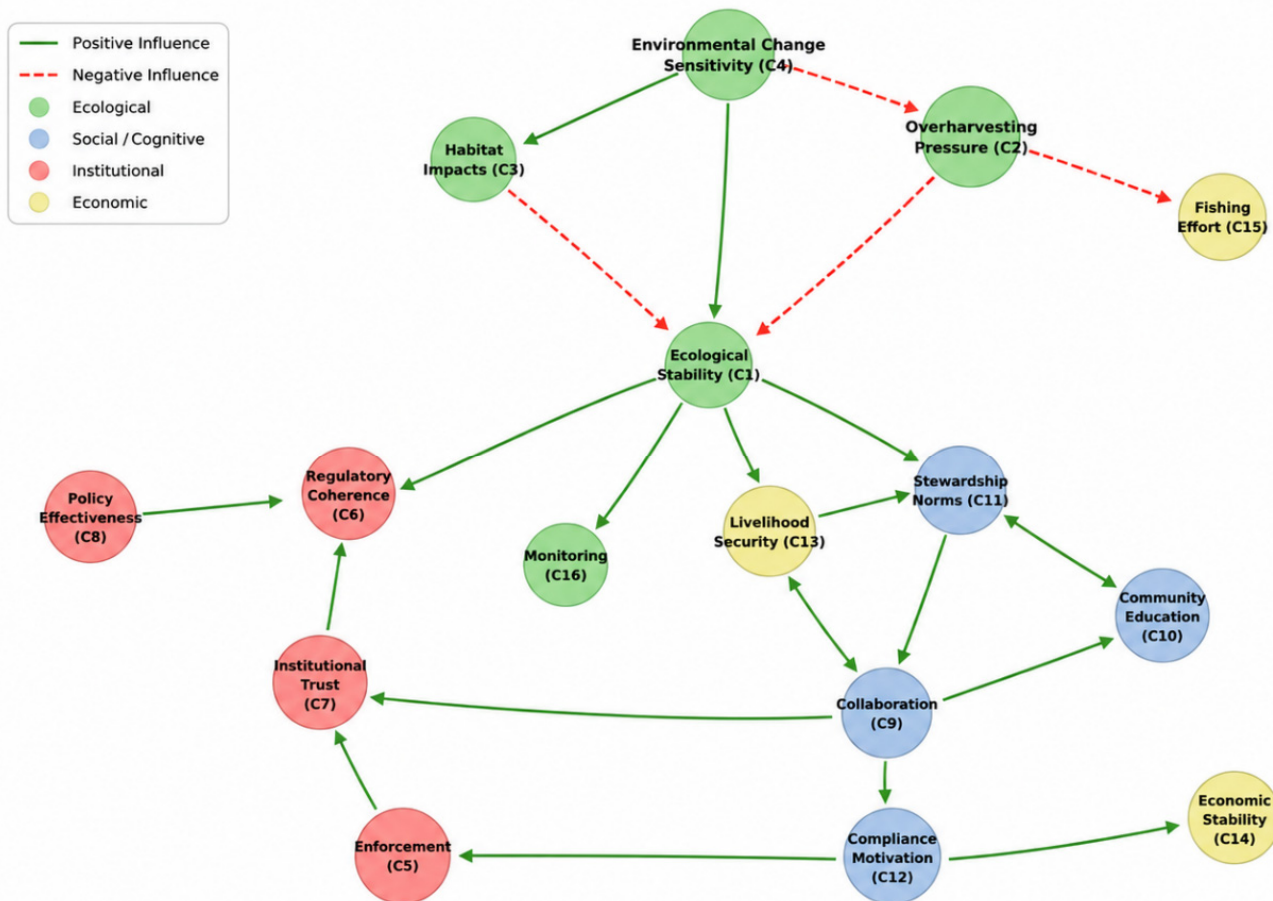 Positive Influence
Negative Influence
Ecological
Social / Cognitive
Institutional
Economic
Environmental Change
Sensitivity (C4)
Overharvesting
Pressure (C2)
Habitat
Impacts (C3)
Fishing
Effort (C15)
Ecological
Stability (C1)
Policy
Effectiveness
(C8)
Regulatory
Coherence
(C6)
Stewardship
Norms (C11)
Livelihood
Security (C13)
Monitoring
(C16)
Community
Education
(C10)
Institutional
Trust
(C7)
Collaboration
(C9)
Enforcement
(C5)
Compliance
Motivation
(C12)
Economic
Stability
(C14)